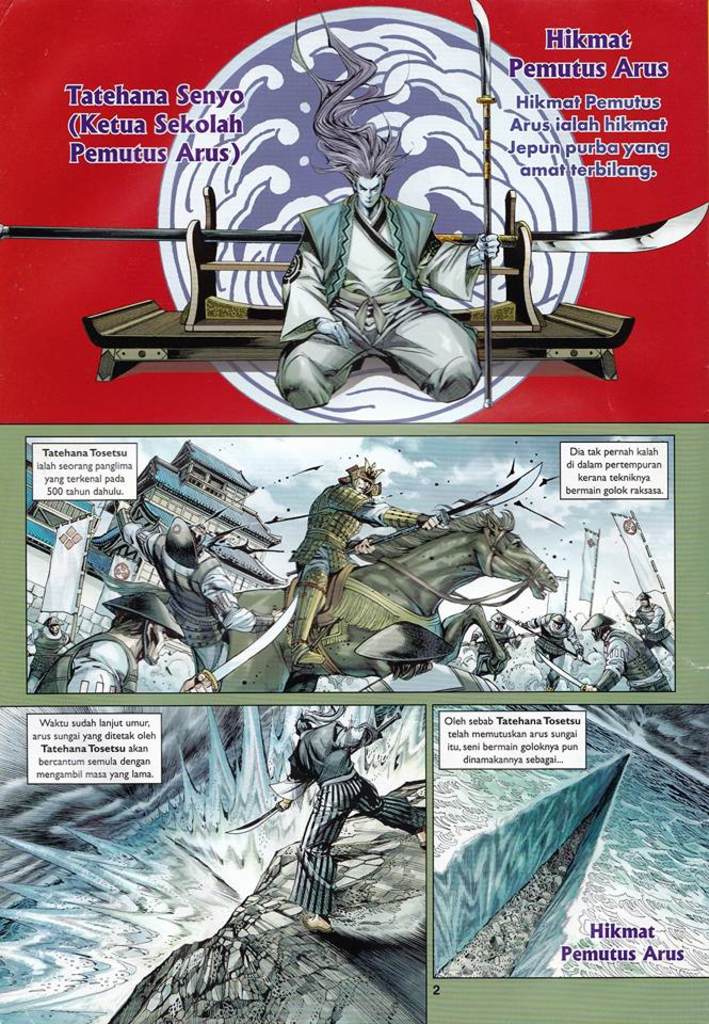 Tatehana Senyo
(Ketua Sekolah
Pemutus Arus)
Hikmat
Pemutus Arus
Hikmat Pemutus
Arus ialah hikmat
Jepun purba yang
amat terbilang.
Tatehana Tosetsu
ialah seorang panglima
yang terkenal pada
500 tahun dahulu.
Dia tak pernah kalah
di dalam pertempuran
kerana tekniknya
bermain golok raksasa.
Waktu sudah lanjut umur,
arus sungai yang ditetak oleh
Tatehana Tosetsu akan
bercantum semula dengan
mengambil masa yang lama.
Oleh sebab Tatehana Tosetsu
telah memutuskan arus sungai
itu, seni bermain goloknya pun
dinamakannya sebagai...
Hikmat
Pemutus Arus
2